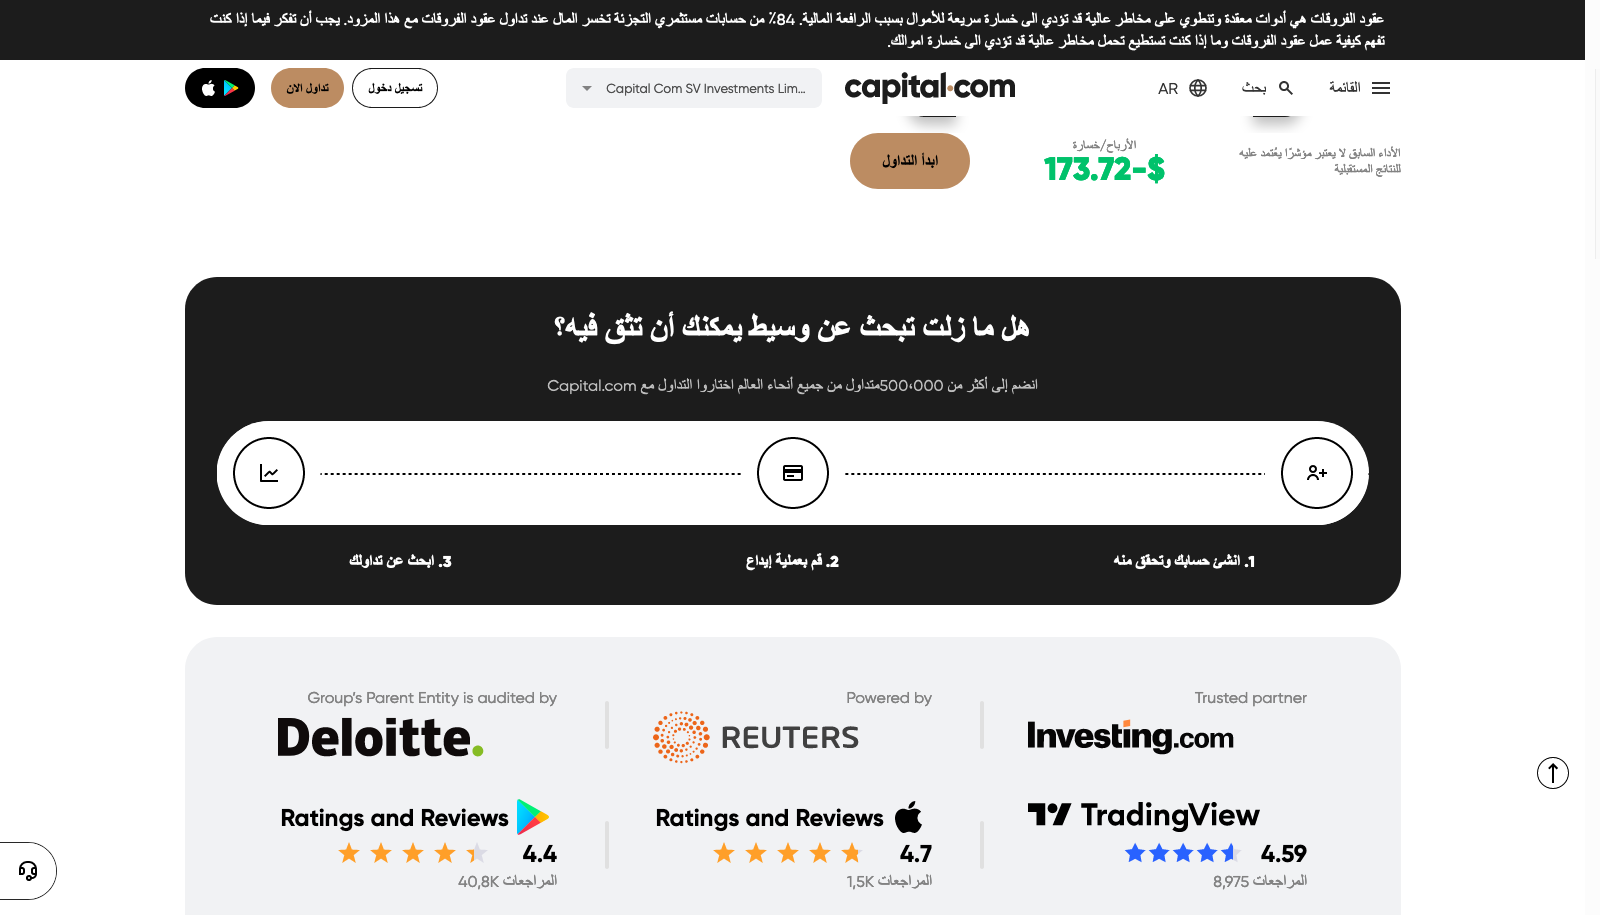 عقود الفروقات هي أدوات معقدة وتنطوي على مخاطر عالية قد تؤدي الى خسارة سريعة للأموال بسبب الرافعة المالية. 84٪ من حسابات مستثمري التجزئة تخسر المال عند تداول عقود الفروقات مع هذا المزود. يجب أن تفكر فيما إذا كنت
تفهم كيفية عمل عقود الفروقات وما إذا كنت تستطيع تحمل مخاطر عالية قد تؤدي الى خسارة اموالك.
القائمة
بحث
AR
capital.com
Capital Com SV Investments Lim...
تسجيل دخول
تداول الان
الأداء السابق لا يعتبر مؤشرًا يعُتمد عليه
للنتائج المستقبلية
الأرباح/خسارة
173.72-$
ابدأ التداول
هل ما زلت تبحث عن وسيط يمكنك أن تثق فيه؟
انضم إلى أكثر من 500،000متداول من جميع أنحاء العالم اختاروا التداول مع Capital.com
1. انشئ حسابك وتحقق منه
2. قم بعملية إيداع
3. ابحث عن تداولك
Trusted partner
Investing.com
Powered by
REUTERS
Group's Parent Entity is audited by
Deloitte.
TradingView
4.59
8,975 المراجعات
Ratings and Reviews
4.7
1,5K المراجعات
Ratings and Reviews
4.4
40,8K المراجعات